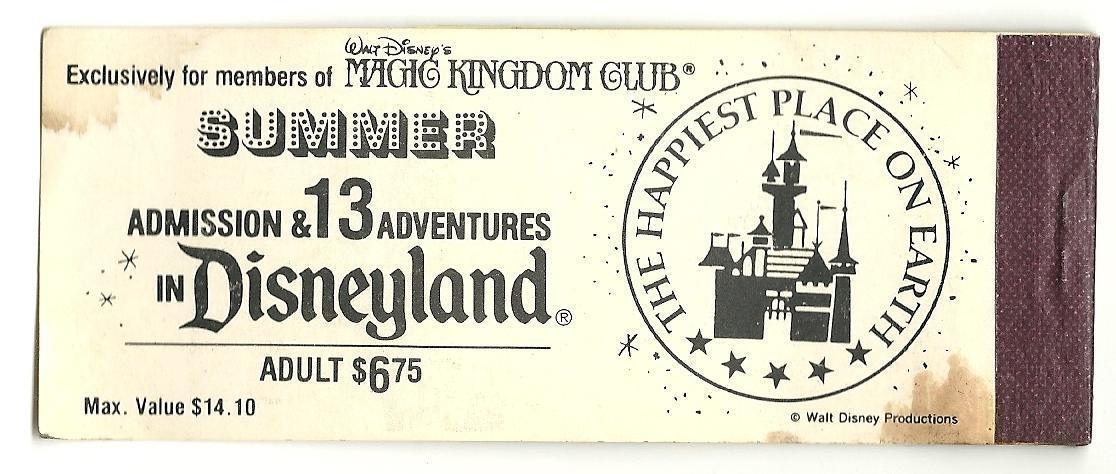 Exclusively for members of WALT DISNEY'S MAGIC KINGDOM CLUB®
SUMMER
ADMISSION & 13 ADVENTURES
IN Disneyland®
ADULT $6 75
Max. Value $14.10
THE HAPPIEST PLACE ON EARTH
© Walt Disney Productions